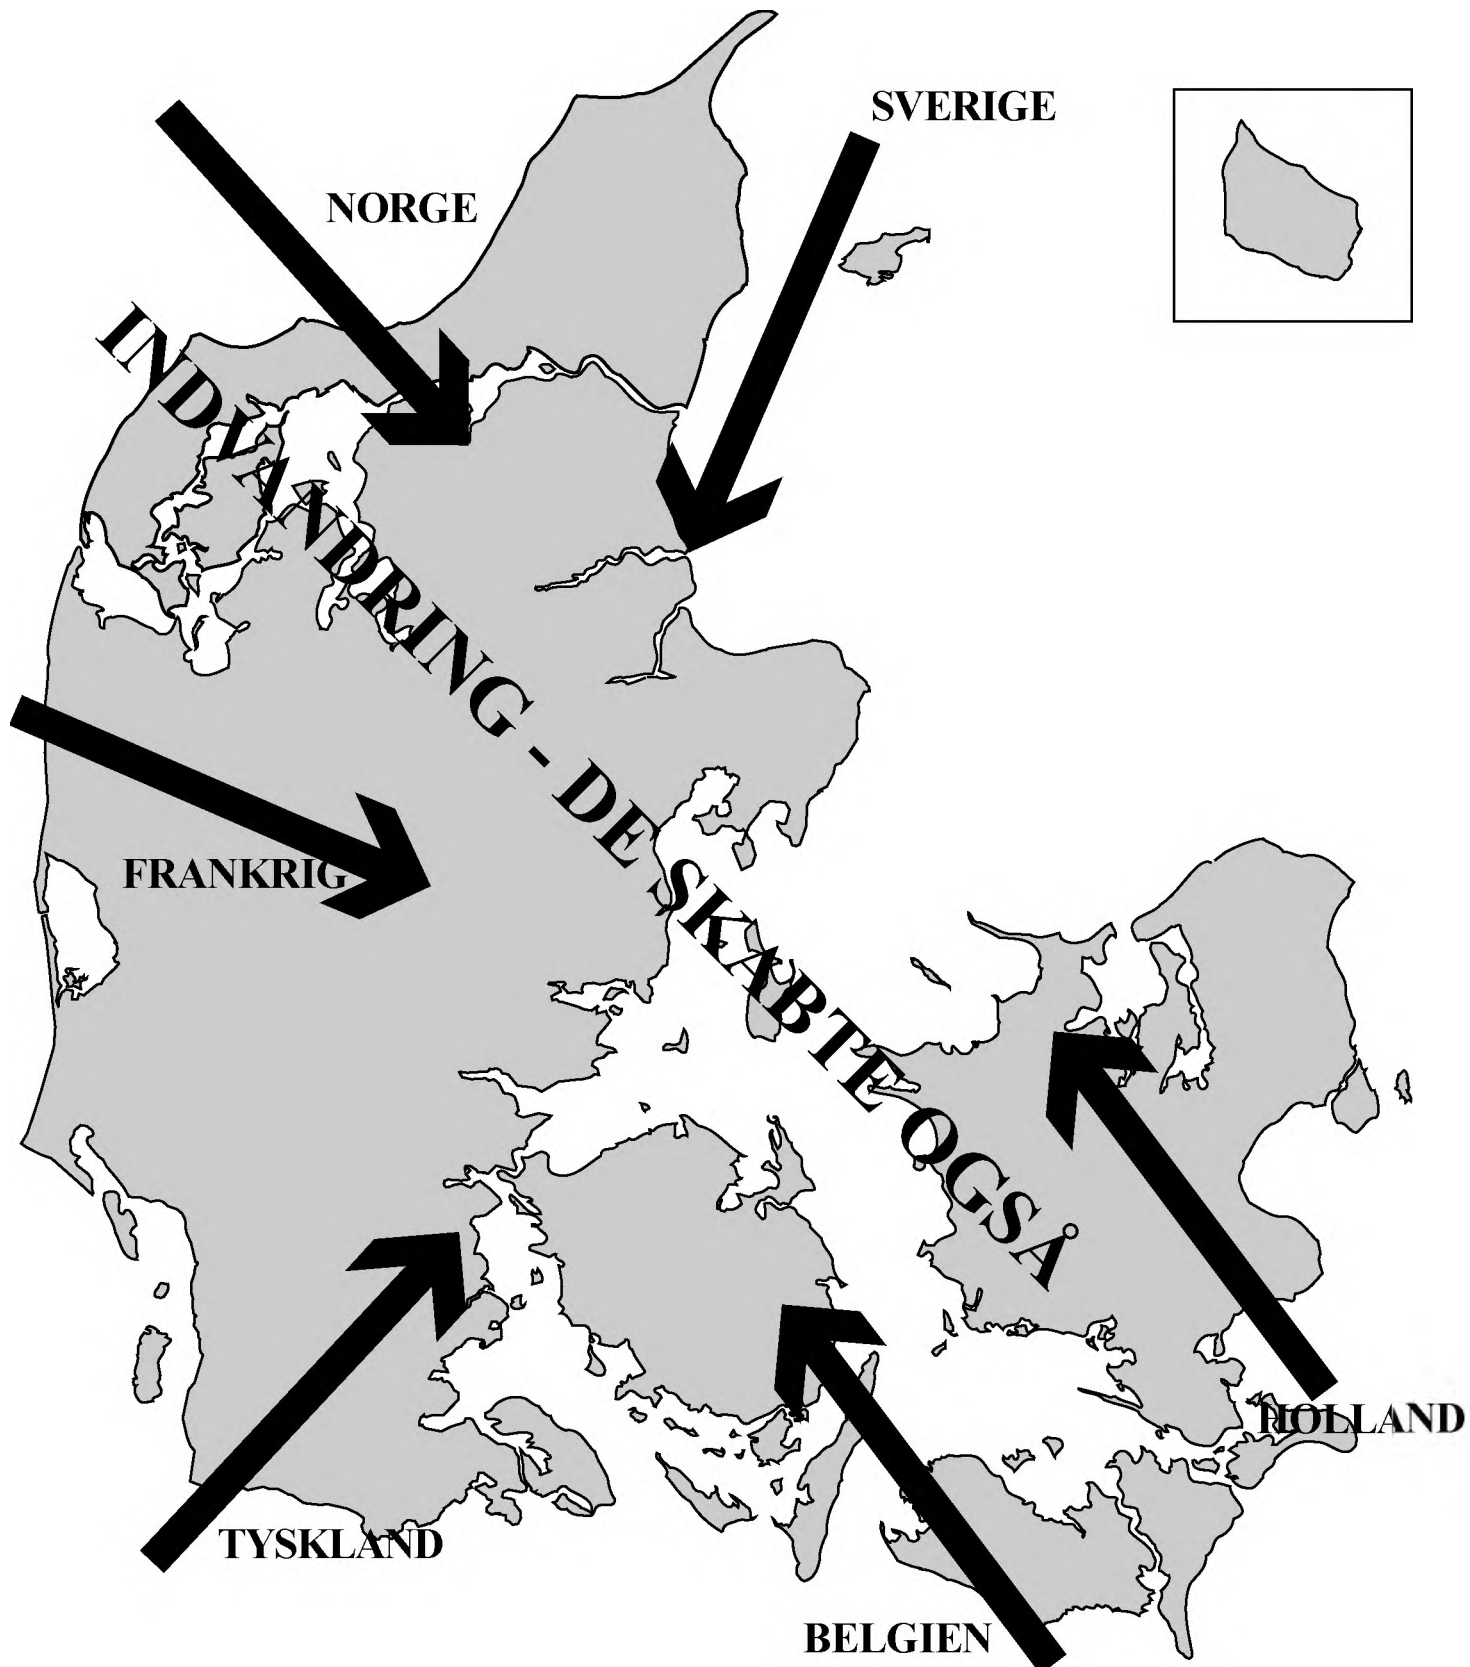 SVERIGE
NORGE
INDVANDRING - DE SKABTE OGSÅ
FRANKRIG
HOLLAND
TYSKLAND
BELGIEN